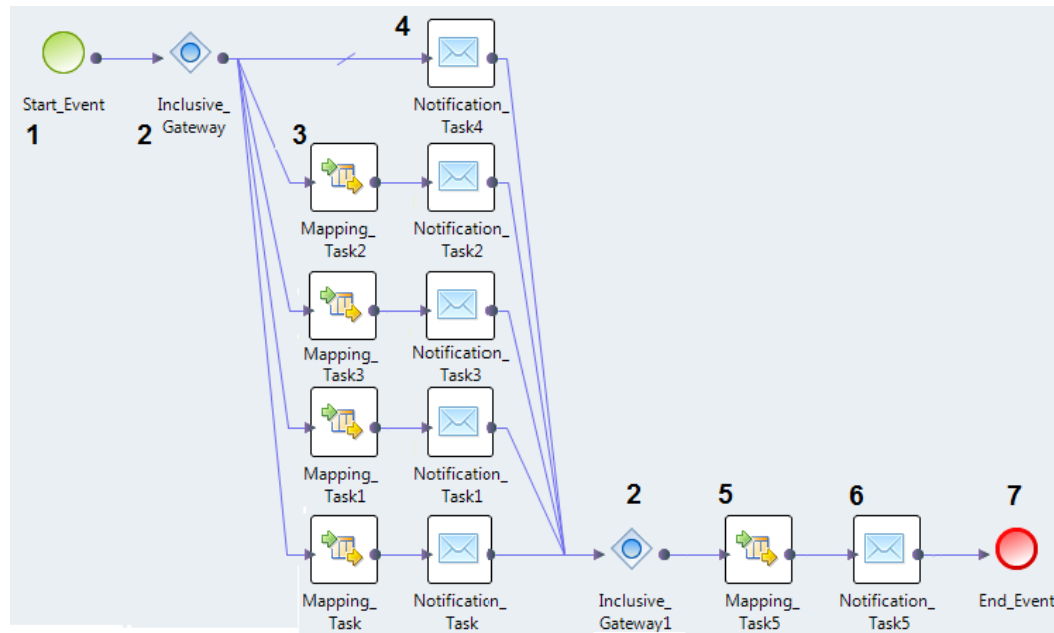 4
Start_Event
Inclusive_
Gateway
Notification_
Task4
1
2
3
Mapping_
Task2
Notification_
Task2
Mapping_
Task3
Notification_
Task3
Mapping_
Task1
Notification_
Task1
2
5
6
7
Mapping_
Task
Notification_
Task
Inclusive_
Gateway1
Mapping_
Task5
Notification_
Task5
End_Event